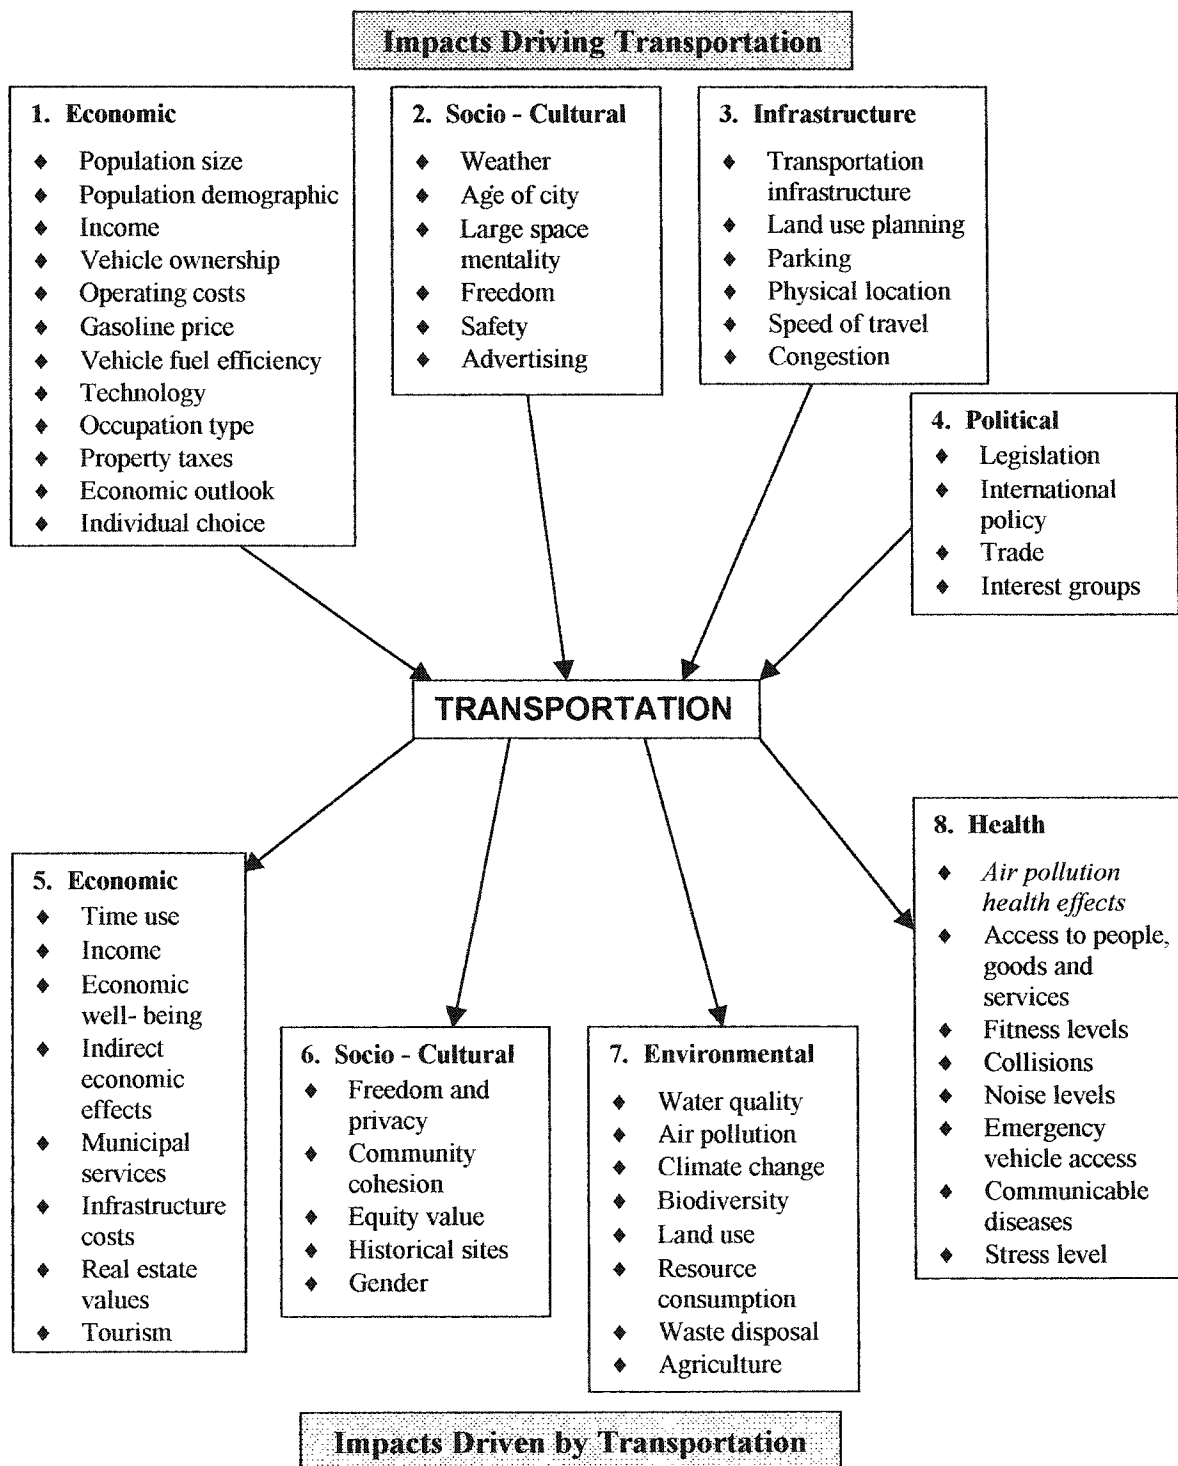 Impacts Driving Transportation
1. Economic
♦ Population size
♦ Population demographic
♦ Income
♦ Vehicle ownership
♦ Operating costs
♦ Gasoline price
♦ Vehicle fuel efficiency
♦ Technology
♦ Occupation type
♦ Property taxes
♦ Economic outlook
♦ Individual choice
2. Socio - Cultural
♦ Weather
♦ Age of city
♦ Large space
mentality
♦ Freedom
♦ Safety
♦ Advertising
3. Infrastructure
♦ Transportation
infrastructure
♦ Land use planning
♦ Parking
♦ Physical location
♦ Speed of travel
♦ Congestion
4. Political
♦ Legislation
♦ International
policy
♦ Trade
♦ Interest groups
TRANSPORTATION
5. Economic
♦ Time use
♦ Income
♦ Economic
well- being
♦ Indirect
economic
effects
♦ Municipal
services
♦ Infrastructure
costs
♦ Real estate
values
♦ Tourism
6. Socio - Cultural
♦ Freedom and
privacy
♦ Community
cohesion
♦ Equity value
♦ Historical sites
♦ Gender
7. Environmental
♦ Water quality
♦ Air pollution
♦ Climate change
♦ Biodiversity
♦ Land use
♦ Resource
consumption
♦ Waste disposal
♦ Agriculture
8. Health
♦ Air pollution
health effects
♦ Access to people,
goods and
services
♦ Fitness levels
♦ Collisions
♦ Noise levels
♦ Emergency
vehicle access
♦ Communicable
diseases
♦ Stress level
Impacts Driven by Transportation